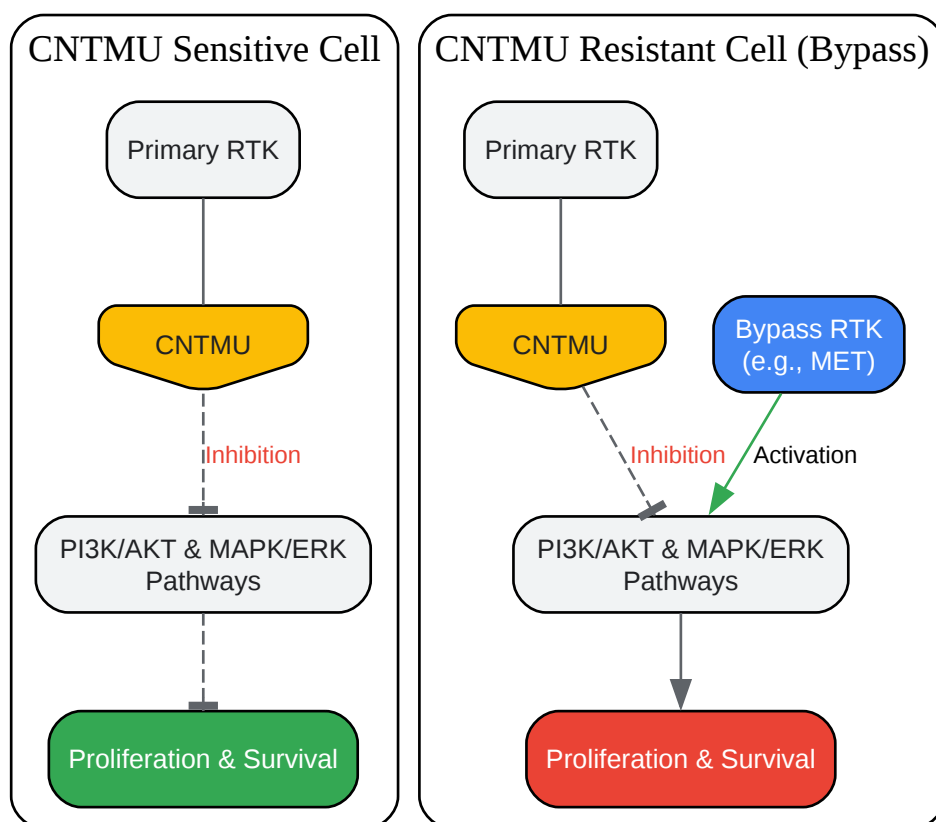 CNTMU Sensitive Cell
Primary RTK
CNTMU
Inhibition
PI3K/AKT & MAPK/ERK
Pathways
Proliferation & Survival
CNTMU Resistant Cell (Bypass)
Primary RTK
CNTMU
Bypass RTK
(e.g., MET)
Inhibition
Activation
PI3K/AKT & MAPK/ERK
Pathways
Proliferation & Survival